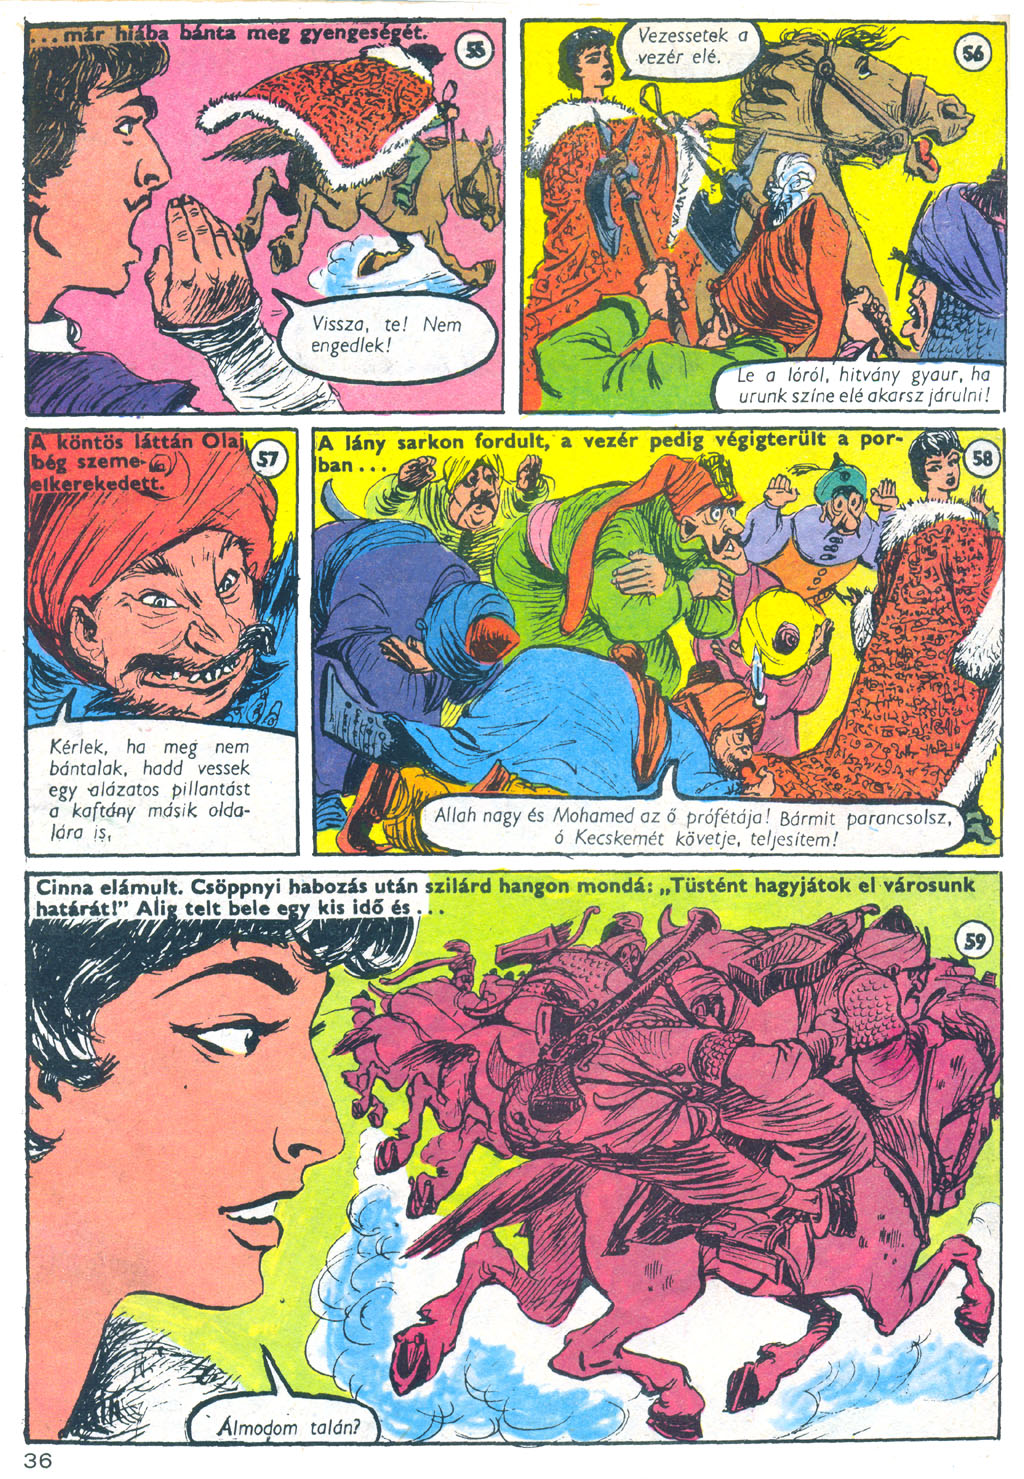 ...már hiába bánta meg gyengeségét.
55
Vissza, te! Nem
engedlek!
Vezessetek a
vezér elé.
56
Le a lóról, hitvány gyaur, ha
urunk színe elé akarsz járulni!
A köntös láttán Olaj
bég szeme
elkerekedett.
57
Kérlek, ha meg nem
bántalak, hadd vessek
egy alázatos pillantást
a kaftány másik olda-
lára is,
A lány sarkon fordult, a vezér pedig végigterült a por-
ban...
58
Allah nagy és Mohamed az ő prófétája! Bármit parancsolsz,
ó Kecskemét követje, teljesítem!
Cinna elámult. Csöppnyi habozás után szilárd hangon mondá: „Tüstént hagyjátok el városunk
határát!” Alig telt bele egy kis idő és...
59
Álmodom talán?
36